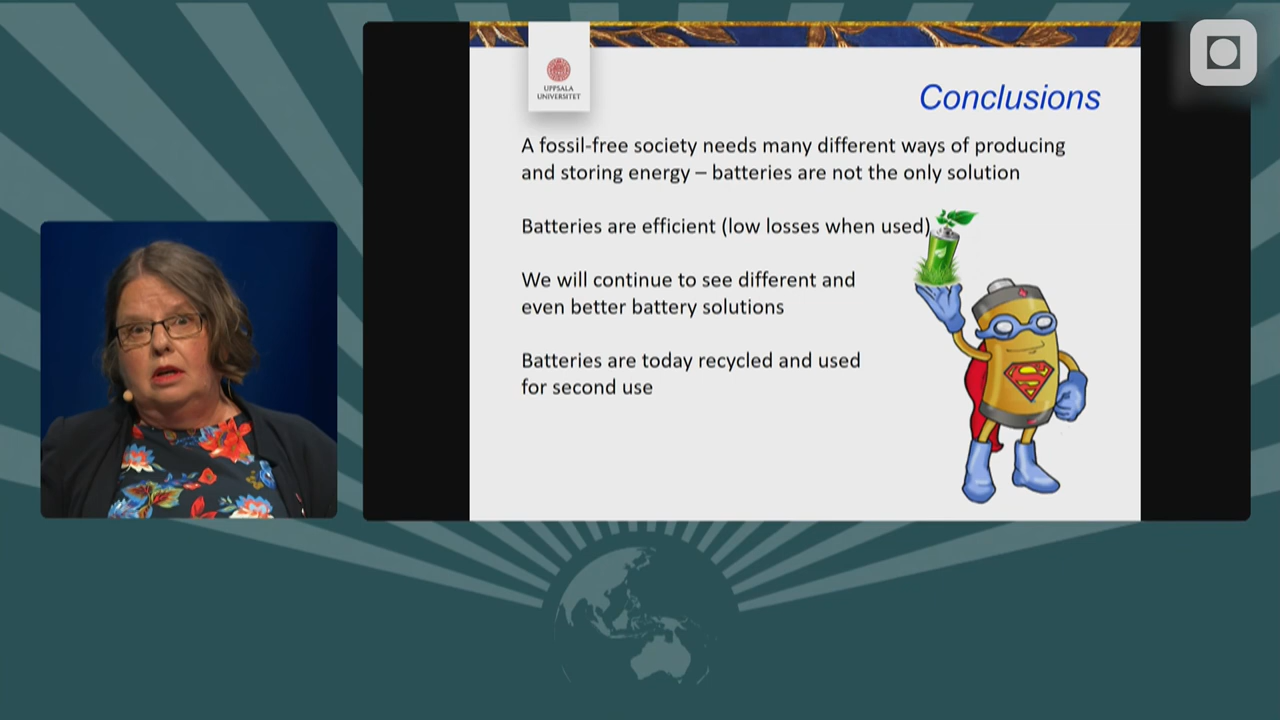 UPPSALA
UNIVERSITET
Conclusions
A fossil-free society needs many different ways of producing
and storing energy – batteries are not the only solution
Batteries are efficient (low losses when used)
We will continue to see different and
even better battery solutions
Batteries are today recycled and used
for second use